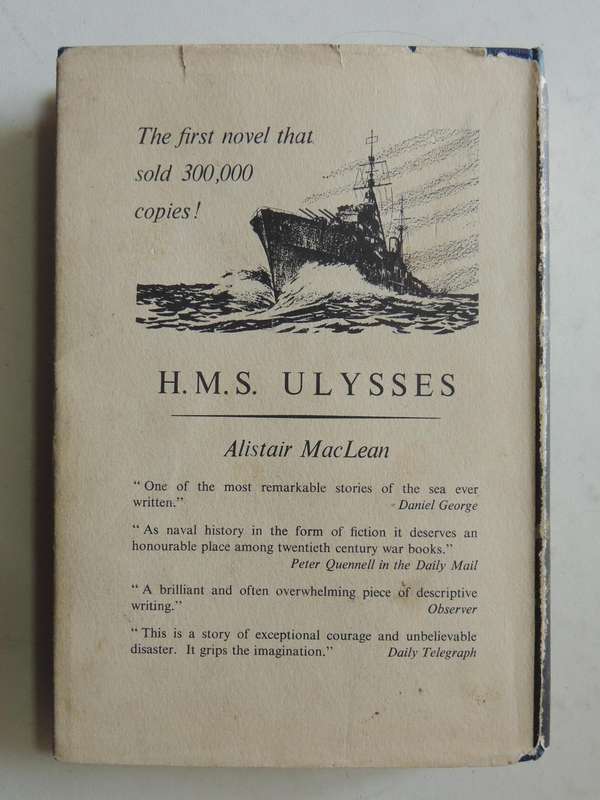 The first novel that
sold 300,000
copies!
H.M.S. ULYSSES
Alistair MacLean
"One of the most remarkable stories of the sea ever
written." Daniel George
"As naval history in the form of fiction it deserves an
honourable place among twentieth century war books."
Peter Quennell in the Daily Mail
"A brilliant and often overwhelming piece of descriptive
writing." Observer
"This is a story of exceptional courage and unbelievable
disaster. It grips the imagination." Daily Telegraph